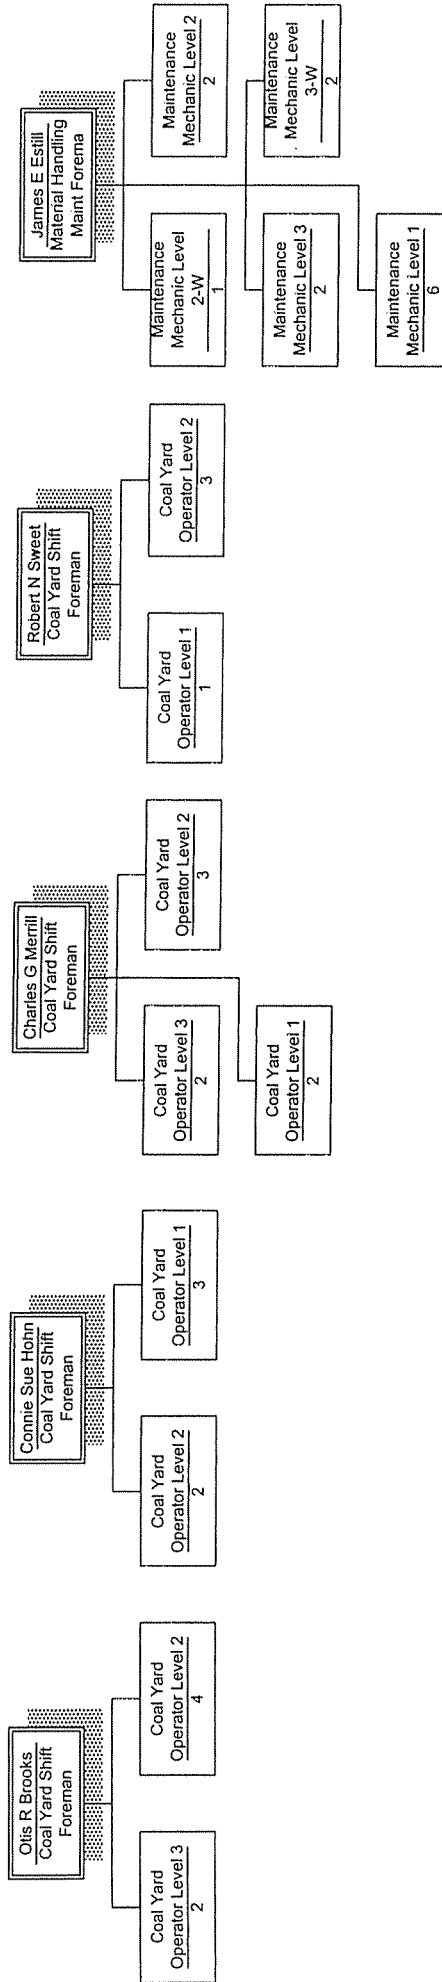 Otis R Brooks
Coal Yard Shift
Foreman
Coal Yard
Operator Level 3
2
Coal Yard
Operator Level 2
4
Connie Sue Hohn
Coal Yard Shift
Foreman
Coal Yard
Operator Level 2
2
Coal Yard
Operator Level 1
3
Charles G Merrill
Coal Yard Shift
Foreman
Coal Yard
Operator Level 3
2
Coal Yard
Operator Level 2
3
Coal Yard
Operator Level 1
2
Robert N Sweet
Coal Yard Shift
Foreman
Coal Yard
Operator Level 1
1
Coal Yard
Operator Level 2
3
James E Estill
Material Handling
Maint Forema
Maintenance
Mechanic Level
2-W
1
Maintenance
Mechanic Level 2
2
Maintenance
Mechanic Level 3
2
Maintenance
Mechanic Level
3-W
2
Maintenance
Mechanic Level 1
6